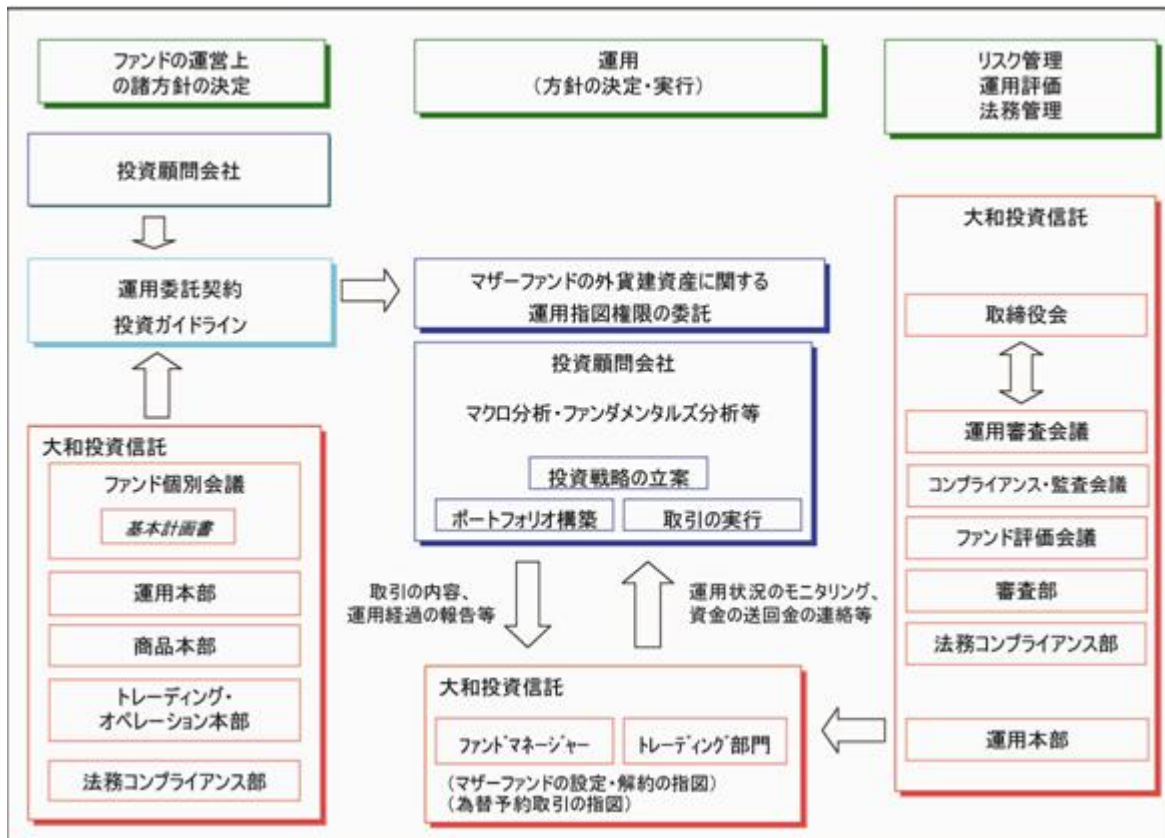 ファンドの運営上
の諸方針の決定
運用
(方針の決定・実行)
リスク管理
運用評価
法務管理
投資顧問会社
運用委託契約
投資ガイドライン
マザーファンドの外貨建資産に関する
運用指図権限の委託
投資顧問会社
マクロ分析・ファンダメンタルズ分析等
投資戦略の立案
ポートフォリオ構築
取引の実行
大和投資信託
ファンド個別会議
基本計画書
運用本部
商品本部
トレーディング・
オペレーション本部
法務コンプライアンス部
取引の内容、
運用経過の報告等
運用状況のモニタリング、
資金の送回金の連絡等
大和投資信託
ファンドマネージャー
トレーディング部門
(マザーファンドの設定・解約の指図)
(為替予約取引の指図)
大和投資信託
取締役会
運用審査会議
コンプライアンス・監査会議
ファンド評価会議
審査部
法務コンプライアンス部
運用本部